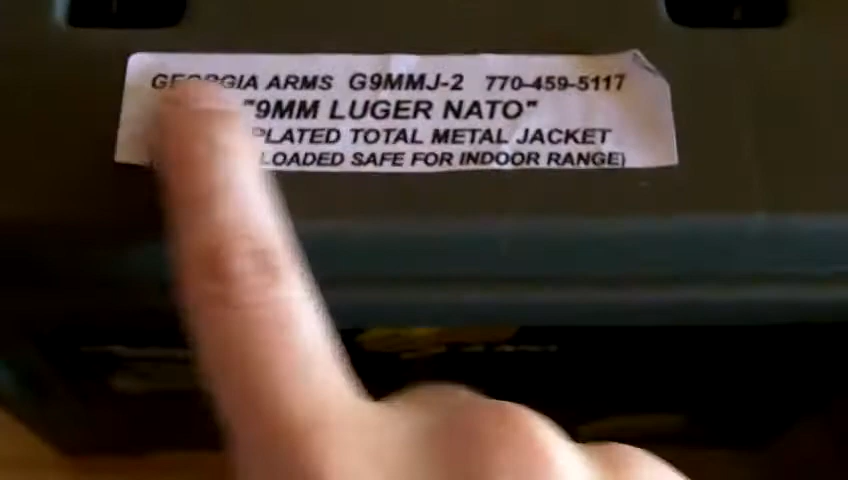 GEORGIA ARMS G9MMJ-2 770-459-5117
"9MM LUGER NATO"
PLATED TOTAL METAL JACKET
LOADED SAFE FOR INDOOR RANGE)